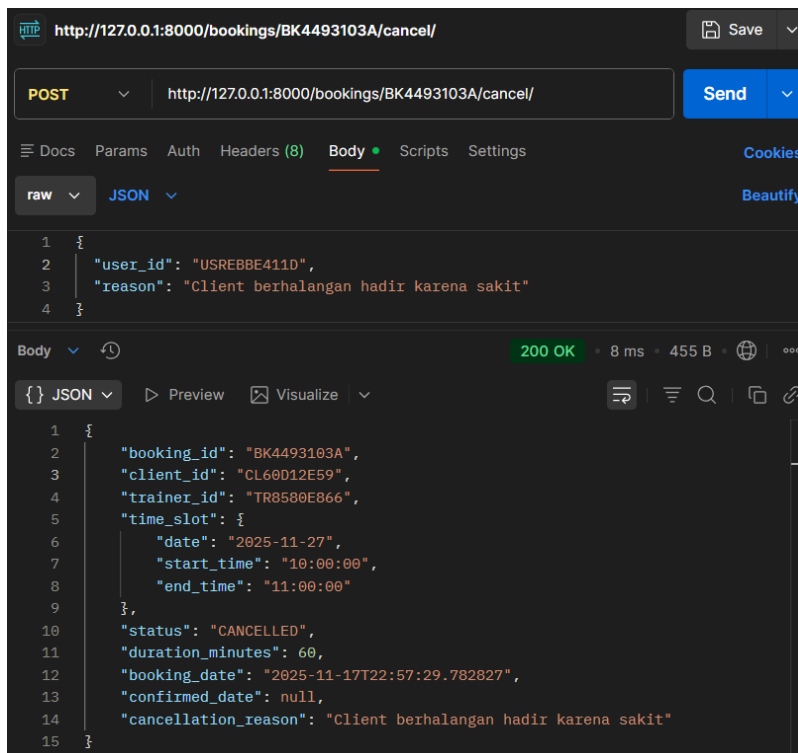 HTTP http://127.0.0.1:8000/bookings/BK4493103A/cancel/ Save
POST http://127.0.0.1:8000/bookings/BK4493103A/cancel/ Send
Docs Params Auth Headers (8) Body Scripts Settings Cookies
raw JSON Beautify
1 {
2 "user_id": "USREBBE411D",
3 "reason": "Client berhalangan hadir karena sakit"
4 }
Body 200 OK • 8 ms • 455 B
{} JSON Preview Visualize
1 {
2 "booking_id": "BK4493103A",
3 "client_id": "CL60D12E59",
4 "trainer_id": "TR8580E866",
5 "time_slot": {
6 "date": "2025-11-27",
7 "start_time": "10:00:00",
8 "end_time": "11:00:00"
9 },
10 "status": "CANCELLED",
11 "duration_minutes": 60,
12 "booking_date": "2025-11-17T22:57:29.782827",
13 "confirmed_date": null,
14 "cancellation_reason": "Client berhalangan hadir karena sakit"
15 }